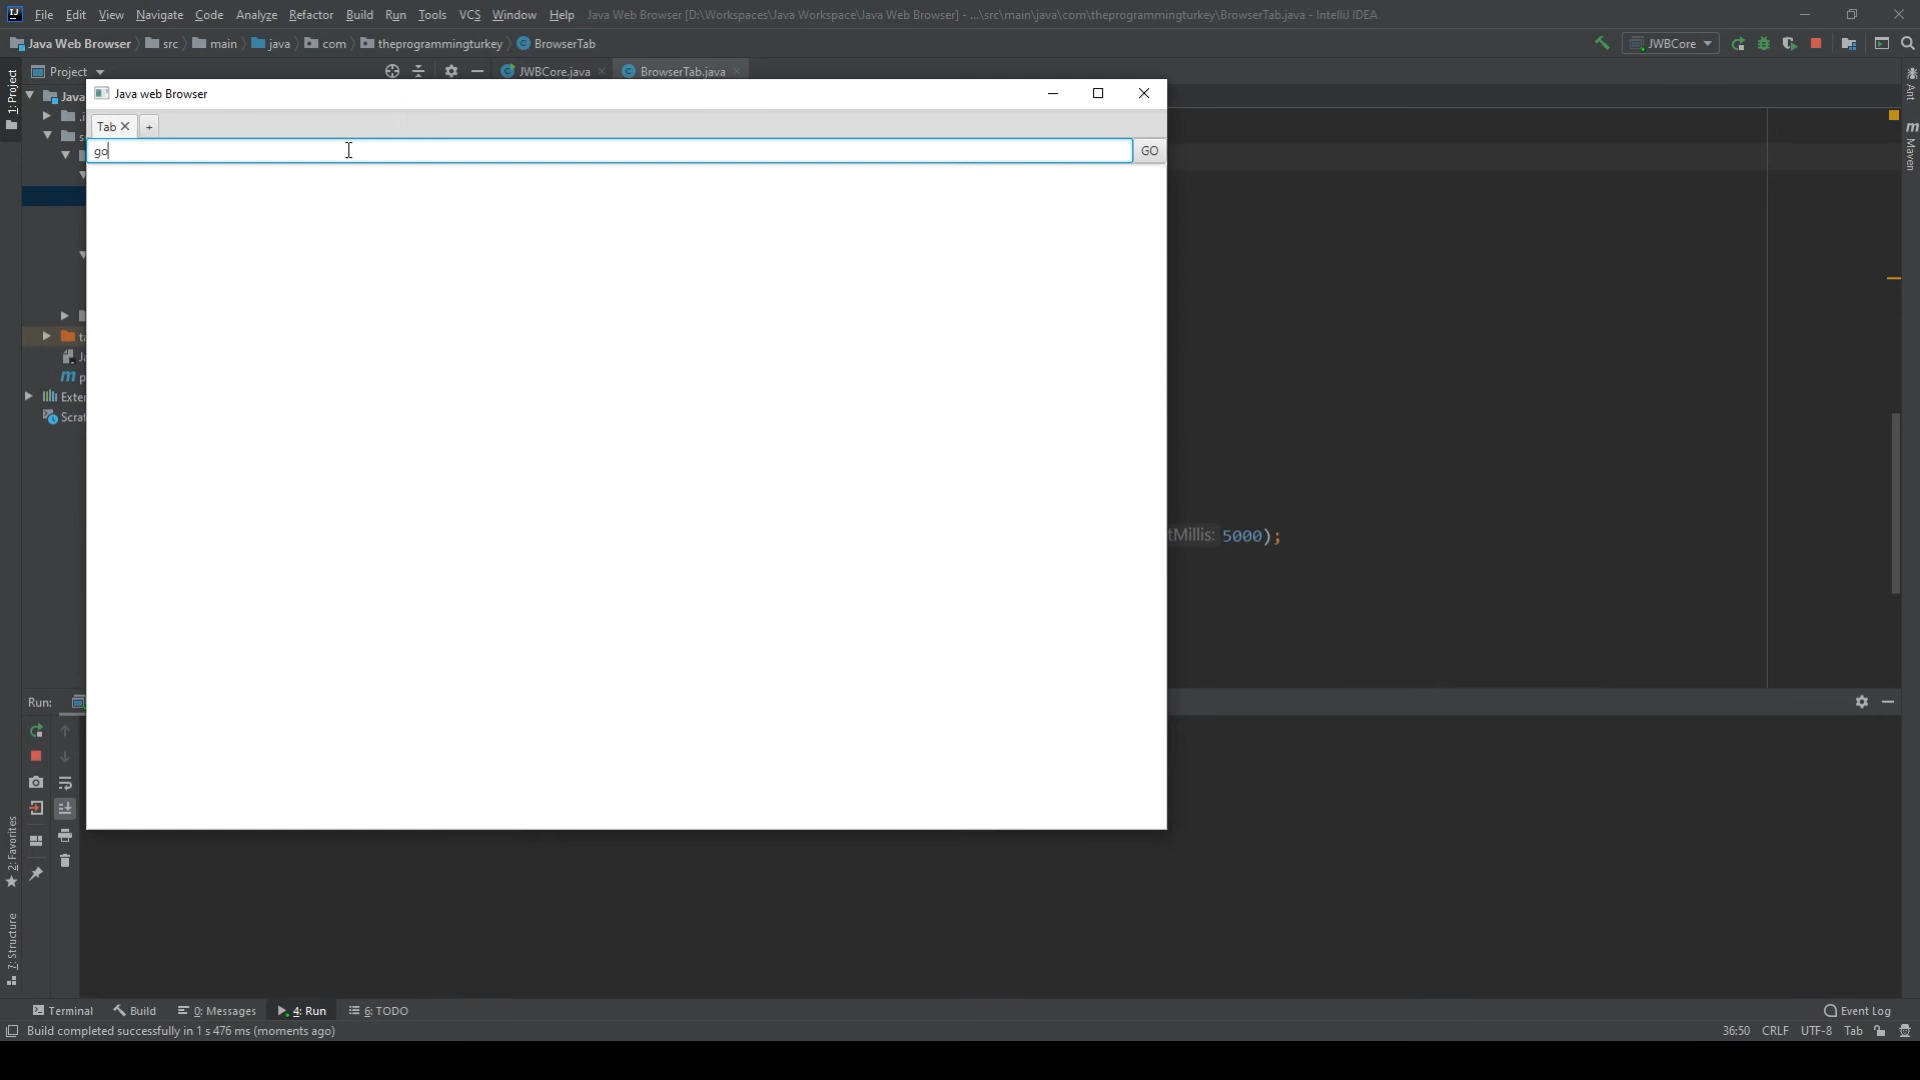 File Edit View Navigate Code Analyze Refactor Build Run Tools VCS Window Help Java Web Browser [D:\Workspaces\Java Workspace\Java Web Browser] - ...\src\main\java\com\theprogrammingturkey\BrowserTab.java - IntelliJ IDEA
Java Web Browser src main java com theprogrammingturkey BrowserTab JWBCore
Project JWBCore.java BrowserTab.java
1: Project
Ant
Maven
Java
Java web Browser
Tab +
go GO
tMillis: 5000);
Exte
Scrat
Run:
2: Favorites
7: Structure
Terminal Build 0: Messages 4: Run 6: TODO Event Log
Build completed successfully in 1 s 476 ms (moments ago) 36:50 CRLF UTF-8 Tab